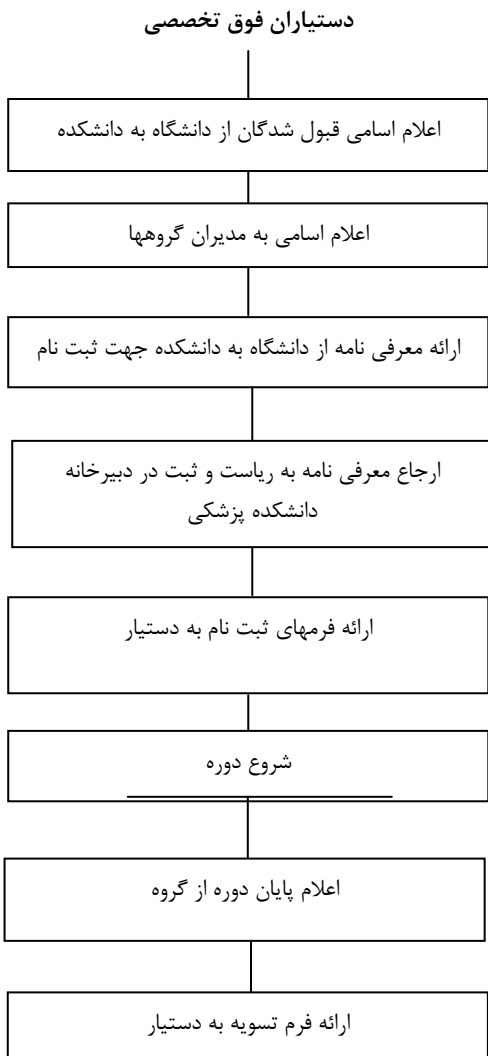 دستیاران فوق تخصصی
اعلام اسامی قبول شدگان از دانشگاه به دانشکده
اعلام اسامی به مدیران گروهها
ارائه معرفی نامه از دانشگاه به دانشکده جهت ثبت نام
ارجاع معرفی نامه به ریاست و ثبت در دبیرخانه
دانشکده پزشکی
ارائه فرمهای ثبت نام به دستیار
شروع دوره
اعلام پایان دوره از گروه
ارائه فرم تسویه به دستیار